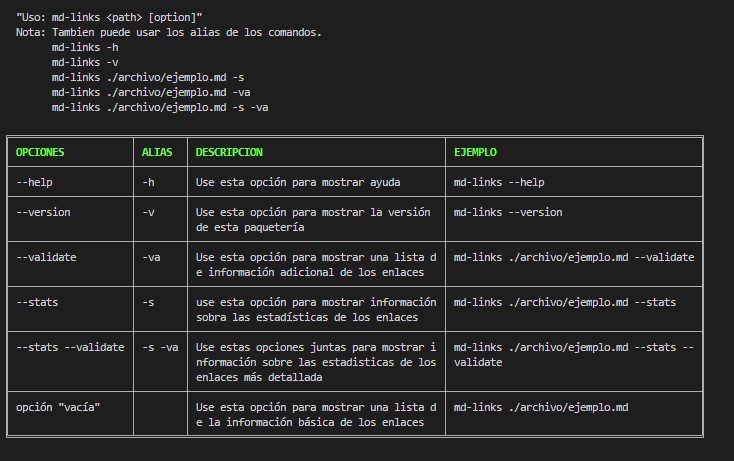 "Uso: md-links <path> [option]"
Nota: Tambien puede usar los alias de los comandos.
md-links -h
md-links -v
md-links ./archivo/ejemplo.md -s
md-links ./archivo/ejemplo.md -va
md-links ./archivo/ejemplo.md -s -va
OPCIONES ALIAS DESCRIPCION EJEMPLO
--help -h Use esta opción para mostrar ayuda md-links --help
--version -v Use esta opción para mostrar la versión md-links --version
de esta paquetería
--validate -va Use esta opción para mostrar una lista d md-links ./archivo/ejemplo.md --validate
e información adicional de los enlaces
--stats -s use esta opción para mostrar información md-links ./archivo/ejemplo.md --stats
sobra las estadísticas de los enlaces
--stats --validate -s -va Use estas opciones juntas para mostrar i md-links ./archivo/ejemplo.md --stats --
nformación sobre las estadisticas de los validate
enlaces más detallada
opción "vacía" Use esta opción para mostrar una lista d md-links ./archivo/ejemplo.md
e la información básica de los enlaces